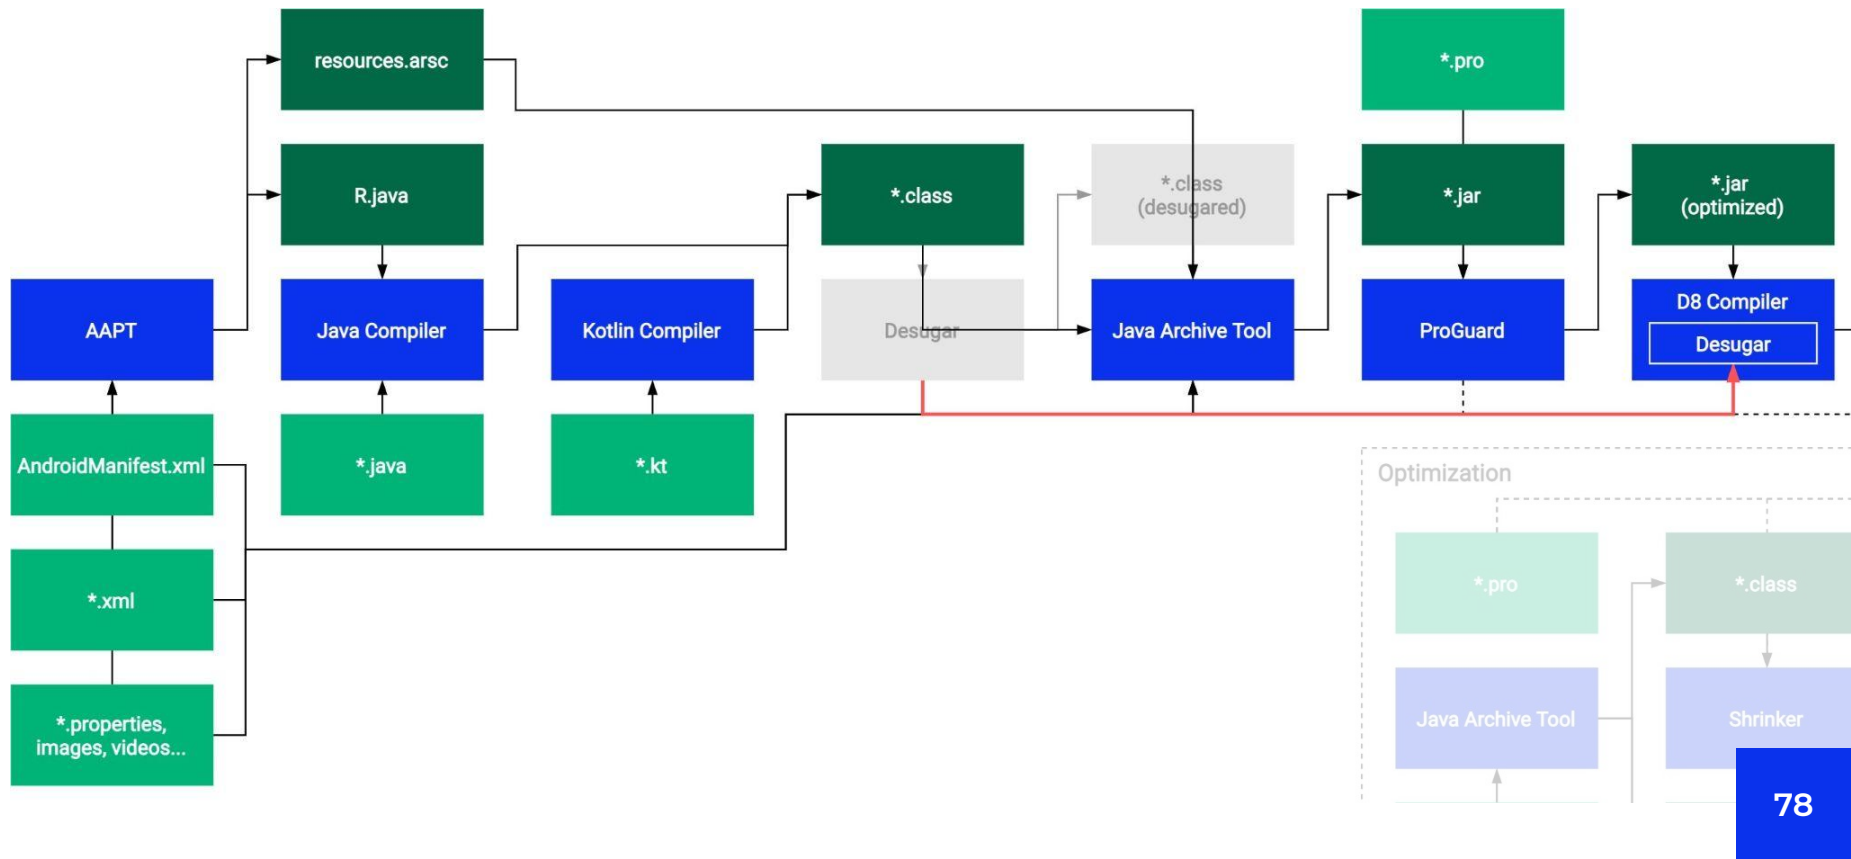 resources.arsc
*.pro
R.java
*.class
*.class
(desugared)
*.jar
*.jar
(optimized)
AAPT
Java Compiler
Kotlin Compiler
Desugar
Java Archive Tool
ProGuard
D8 Compiler
Desugar
AndroidManifest.xml
*.java
*.kt
Optimization
*.xml
*.pro
*.class
*.properties,
images, videos...
Java Archive Tool
Shrinker
78